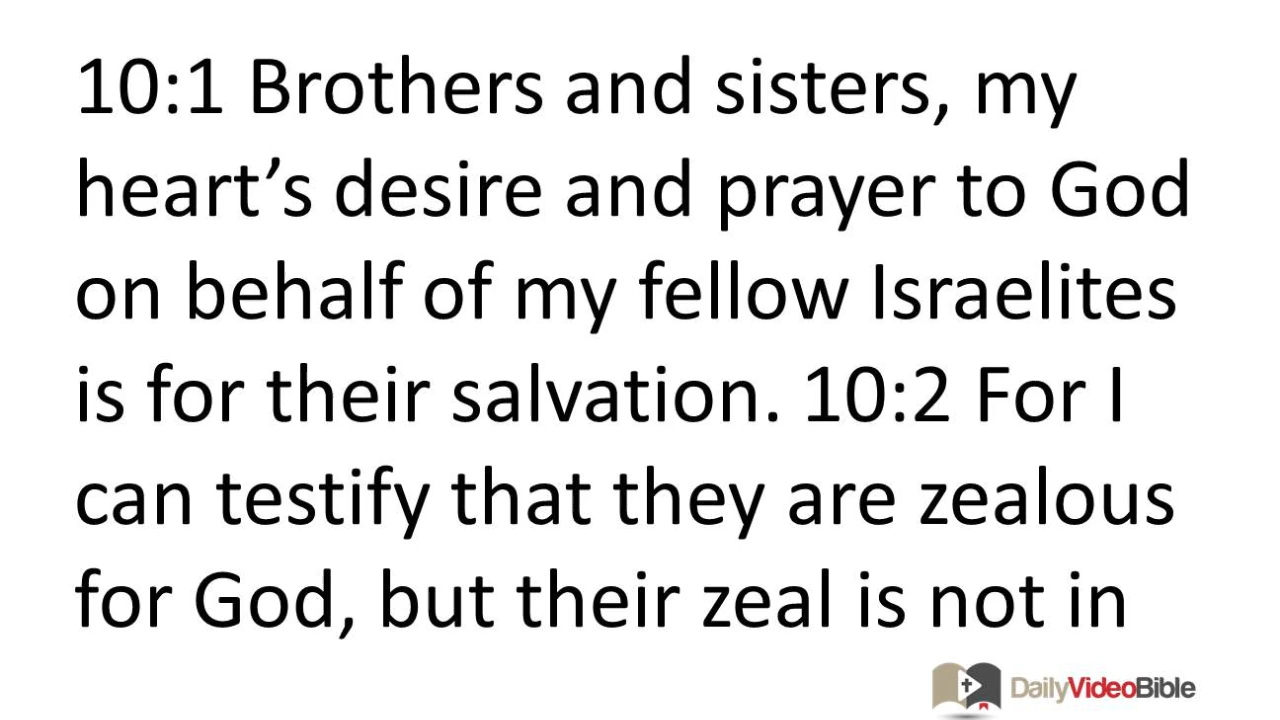 10:1 Brothers and sisters, my
heart’s desire and prayer to God
on behalf of my fellow Israelites
is for their salvation. 10:2 For I
can testify that they are zealous
for God, but their zeal is not in
DailyVideoBible